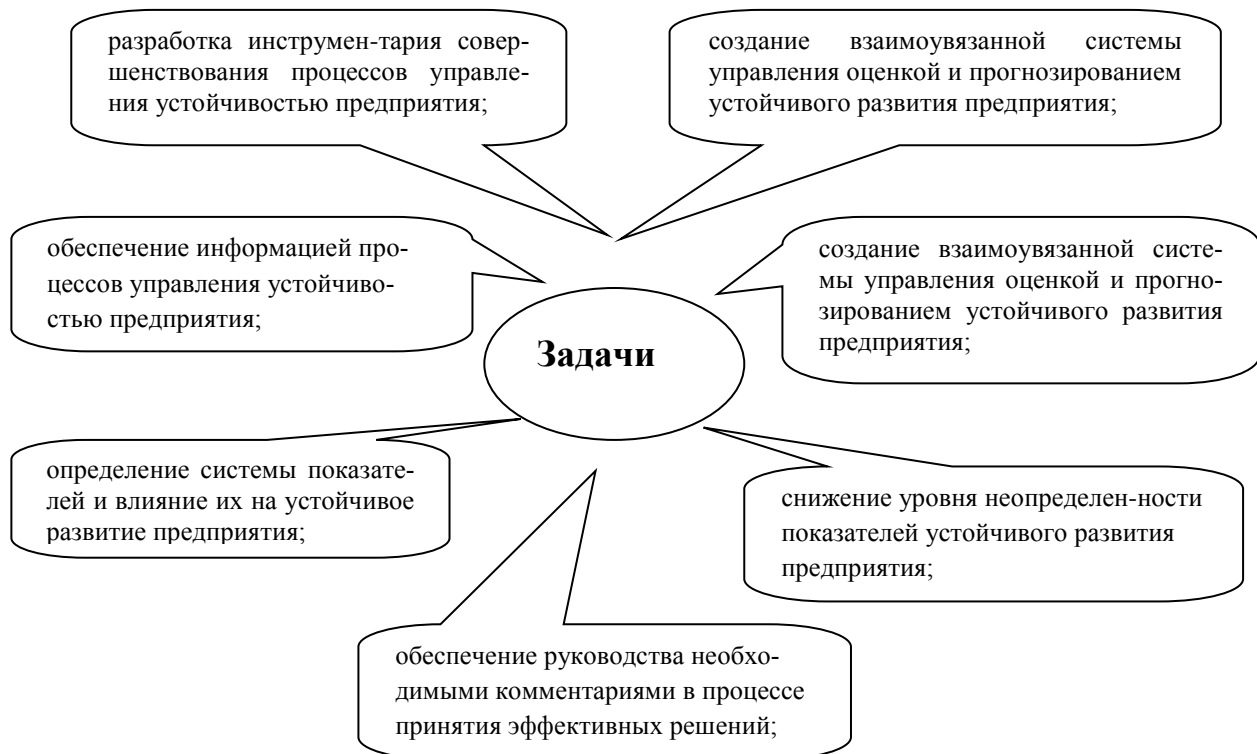 разработка инструмен-тария совер-
шенствования процессов управле-
ния устойчивостью предприятия;
создание взаимоувязанной системы
управления оценкой и прогнозированием
устойчивого развития предприятия;
обеспечение информацией про-
цессов управления устойчиво-
стью предприятия;
создание взаимоувязанной систе-
мы управления оценкой и прогно-
зированием устойчивого развития
предприятия;
Задачи
определение системы показате-
лей и влияние их на устойчивое
развитие предприятия;
снижение уровня неопределен-ности
показателей устойчивого развития
предприятия;
обеспечение руководства необхо-
димыми комментариями в процессе
принятия эффективных решений;